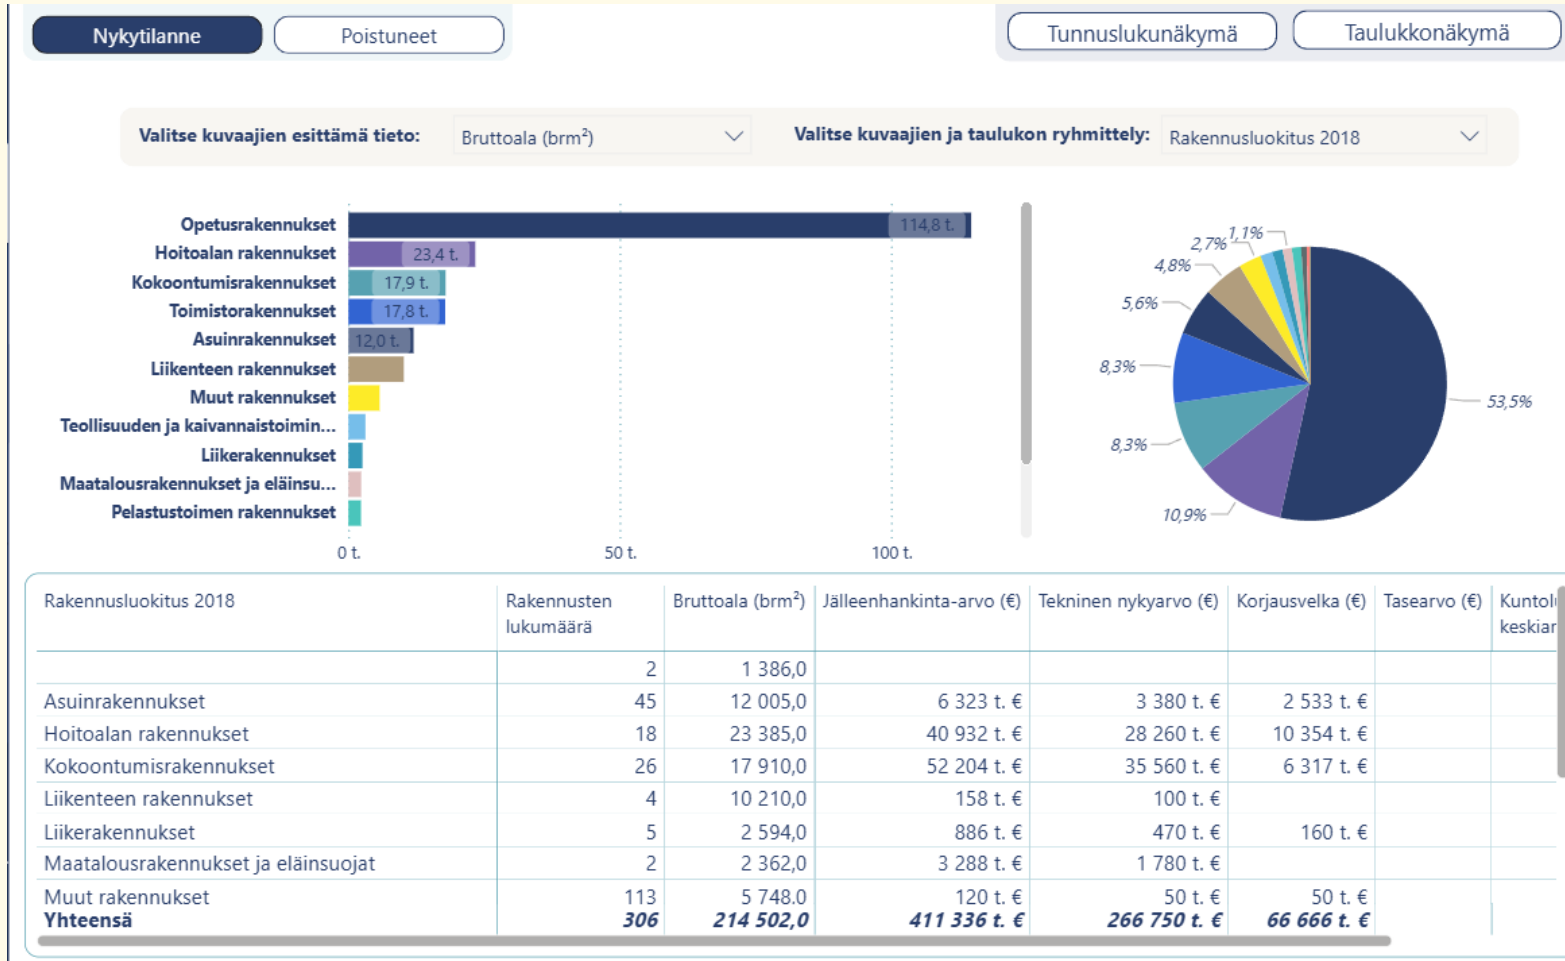 Nykytilanne
Poistuneet
Tunnuslukunäkymä
Taulukkonäkymä
Valitse kuvaajien esittämä tieto:
Bruttoala (brm²)
Valitse kuvaajien ja taulukon ryhmittely:
Rakennusluokitus 2018
Opetusrakennukset
114,8 t.
Hoitoalan rakennukset
23,4 t.
Kokoontumisrakennukset
17,9 t.
Toimistorakennukset
17,8 t.
Asuinrakennukset
12,0 t.
Liikenteen rakennukset
Muut rakennukset
Teollisuuden ja kaivannaistoimin...
Liikerakennukset
Maatalousrakennukset ja eläinsu...
Pelastustoimen rakennukset
0 t.
50 t.
100 t.
1,1%
2,7%
4,8%
5,6%
8,3%
8,3%
10,9%
53,5%
Rakennusluokitus 2018
Rakennusten
lukumäärä
Bruttoala (brm²)
Jälleenhankinta-arvo (€)
Tekninen nykyarvo (€)
Korjausvelka (€)
Tasearvo (€)
2 1 386,0
Asuinrakennukset 45 12 005,0 6 323 t. € 3 380 t. € 2 533 t. €
Hoitoalan rakennukset 18 23 385,0 40 932 t. € 28 260 t. € 10 354 t. €
Kokoontumisrakennukset 26 17 910,0 52 204 t. € 35 560 t. € 6 317 t. €
Liikenteen rakennukset 4 10 210,0 158 t. € 100 t. €
Liikerakennukset 5 2 594,0 886 t. € 470 t. € 160 t. €
Maatalousrakennukset ja eläinsuojat 2 2 362,0 3 288 t. € 1 780 t. €
Muut rakennukset 113 5 748,0 120 t. € 50 t. € 50 t. €
Yhteensä 306 214 502,0 411 336 t. € 266 750 t. € 66 666 t. €